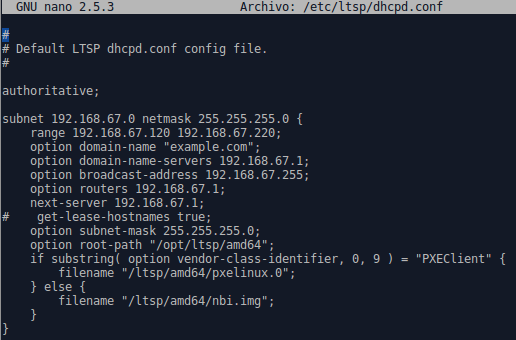 GNU nano 2.5.3 Archivo: /etc/ltsp/dhcpd.conf
#
# Default LTSP dhcpd.conf config file.
#
authoritative;
subnet 192.168.67.0 netmask 255.255.255.0 {
    range 192.168.67.120 192.168.67.220;
    option domain-name "example.com";
    option domain-name-servers 192.168.67.1;
    option broadcast-address 192.168.67.255;
    option routers 192.168.67.1;
    next-server 192.168.67.1;
#    get-lease-hostnames true;
    option subnet-mask 255.255.255.0;
    option root-path "/opt/ltsp/amd64";
    if substring( option vendor-class-identifier, 0, 9 ) = "PXEClient" {
        filename "/ltsp/amd64/pxelinux.0";
    } else {
        filename "/ltsp/amd64/nbi.img";
    }
}